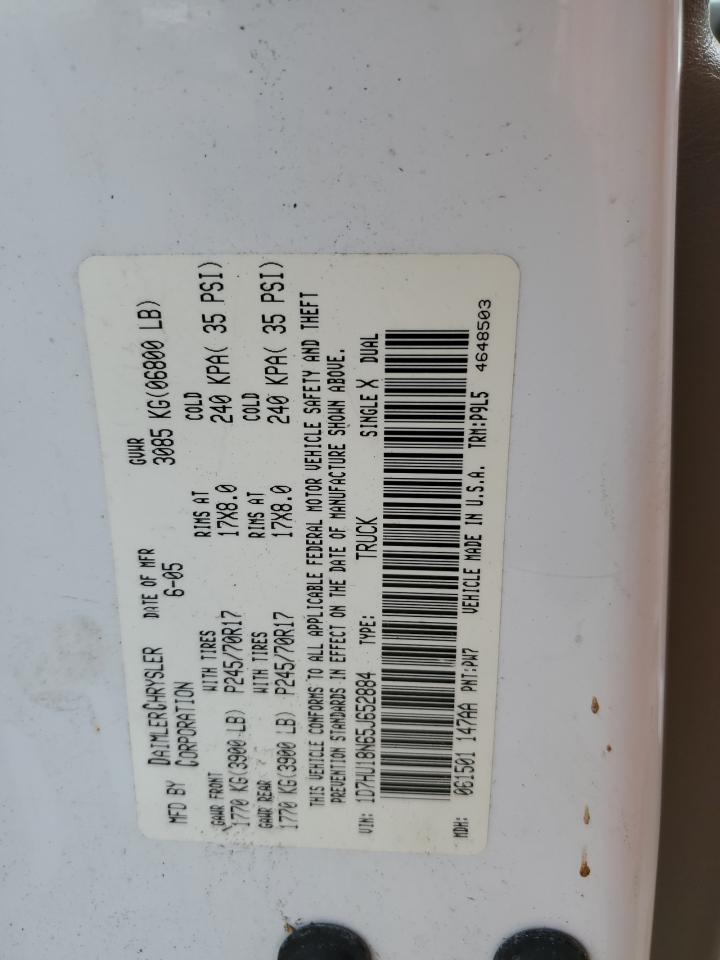 MFD BY DAIMLERCHRYSLER CORPORATION DATE OF MFR 6-05 GVWR 3085 KG(06800 LB)
GAWR FRONT WITH TIRES RIMS AT COLD
1770 KG(3900 LB) P245/70R17 17X8.0 240 KPA( 35 PSI)
GAWR REAR WITH TIRES RIMS AT COLD
1770 KG(3900 LB) P245/70R17 17X8.0 240 KPA( 35 PSI)
THIS VEHICLE CONFORMS TO ALL APPLICABLE FEDERAL MOTOR VEHICLE SAFETY AND THEFT
PREVENTION STANDARDS IN EFFECT ON THE DATE OF MANUFACTURE SHOWN ABOVE.
VIN: 1D7HU18N65J652884 TYPE: TRUCK SINGLE X DUAL
MDH: 061501 147AA PNT:PW7 VEHICLE MADE IN U.S.A. TRM:P9L5 4648503